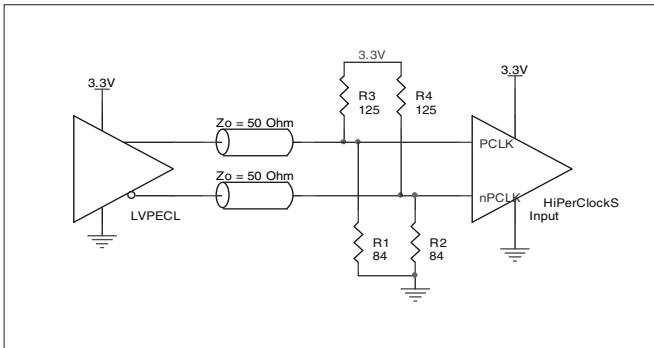 3.3V
3.3V
3.3V
R3
125
R4
125
Zo = 50 Ohm
PCLK
Zo = 50 Ohm
nPCLK
HiPerClockS
Input
LVPECL
R1
84
R2
84